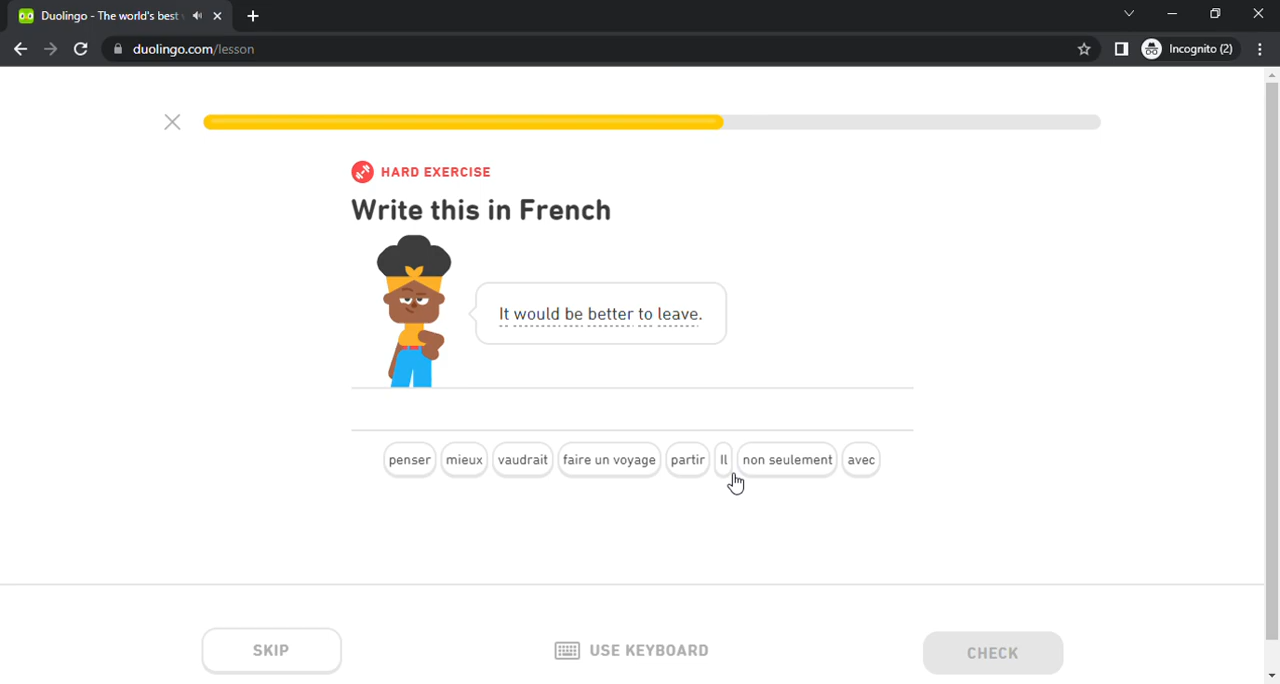 Duolingo - The world's best
duolingo.com/lesson
Incognito (2)
HARD EXERCISE
Write this in French
It would be better to leave.
penser mieux vaudrait faire un voyage partir Il non seulement avec
SKIP USE KEYBOARD CHECK